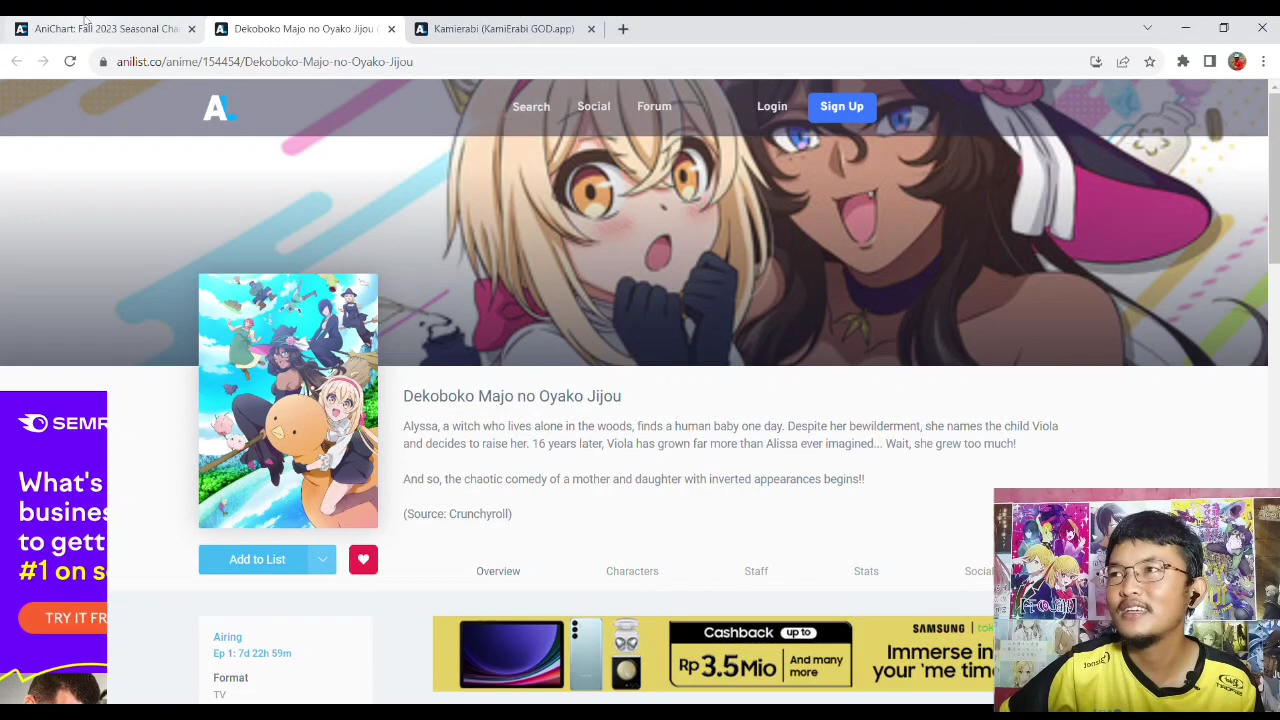 AniChart: Fall 2023 Seasonal Cha
Dekoboko Majo no Oyako Jijou (
Kamierabi (KamiErabi GOD.app)
anilist.co/anime/154454/Dekoboko-Majo-no-Oyako-Jijou
AL
Search
Social
Forum
Login
Sign Up
Dekoboko Majo no Oyako Jijou
Alyssa, a witch who lives alone in the woods, finds a human baby one day. Despite her bewilderment, she names the child Viola
and decides to raise her. 16 years later, Viola has grown far more than Alissa ever imagined... Wait, she grew too much!
And so, the chaotic comedy of a mother and daughter with inverted appearances begins!!
(Source: Crunchyroll)
Add to List
Overview
Characters
Staff
Stats
Social
Airing
Ep 1: 7d 22h 59m
Format
TV
SEMR
What's
busines
to gett
#1 on s
TRY IT FR
Cashback up to
Rp 3.5 Mio
And many
more
SAMSUNG
tok
Immerse in
your 'me